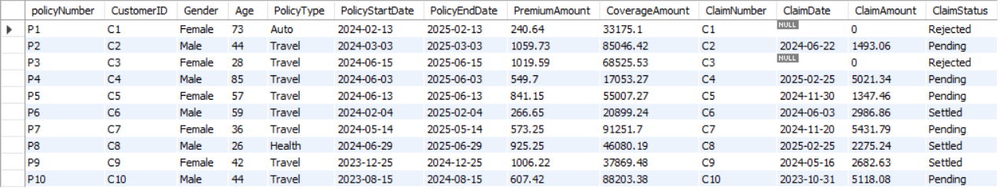 policyNumber CustomerID Gender Age PolicyType PolicyStartDate PolicyEndDate PremiumAmount CoverageAmount ClaimNumber ClaimDate ClaimAmount ClaimStatus
P1 C1 Female 73 Auto 2024-02-13 2025-02-13 240.64 33175.1 C1 NULL 0 Rejected
P2 C2 Male 44 Travel 2024-03-03 2025-03-03 1059.73 85046.42 C2 2024-06-22 1493.06 Pending
P3 C3 Female 28 Travel 2024-06-15 2025-06-15 1019.59 68525.53 C3 NULL 0 Rejected
P4 C4 Male 85 Travel 2024-06-03 2025-06-03 549.7 17053.27 C4 2025-02-25 5021.34 Pending
P5 C5 Female 57 Travel 2024-06-13 2025-06-13 841.15 55007.27 C5 2024-11-30 1347.46 Pending
P6 C6 Male 59 Travel 2024-02-04 2025-02-04 266.65 20899.24 C6 2024-06-03 2986.86 Settled
P7 C7 Female 36 Travel 2024-05-14 2025-05-14 573.25 91251.7 C7 2024-11-20 5431.79 Pending
P8 C8 Male 26 Health 2024-06-29 2025-06-29 925.25 46080.19 C8 2025-02-25 2275.24 Settled
P9 C9 Female 42 Travel 2023-12-25 2024-12-25 1006.22 37869.48 C9 2024-05-16 2682.63 Settled
P10 C10 Male 44 Travel 2023-08-15 2024-08-15 607.42 88203.38 C10 2023-10-31 5118.08 Pending